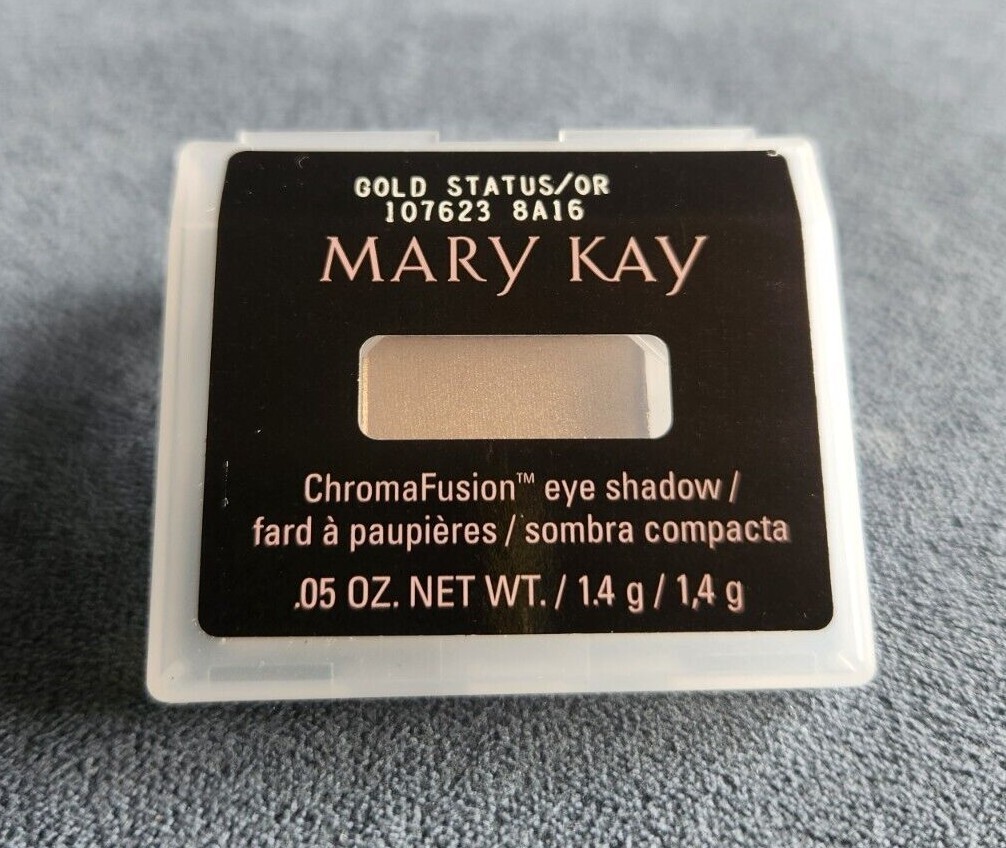 GOLD STATUS/OR
107623 8A16
MARY KAY
ChromaFusion™ eye shadow /
fard à paupières / sombra compacta
.05 OZ. NET WT. / 1.4 g / 1,4 g